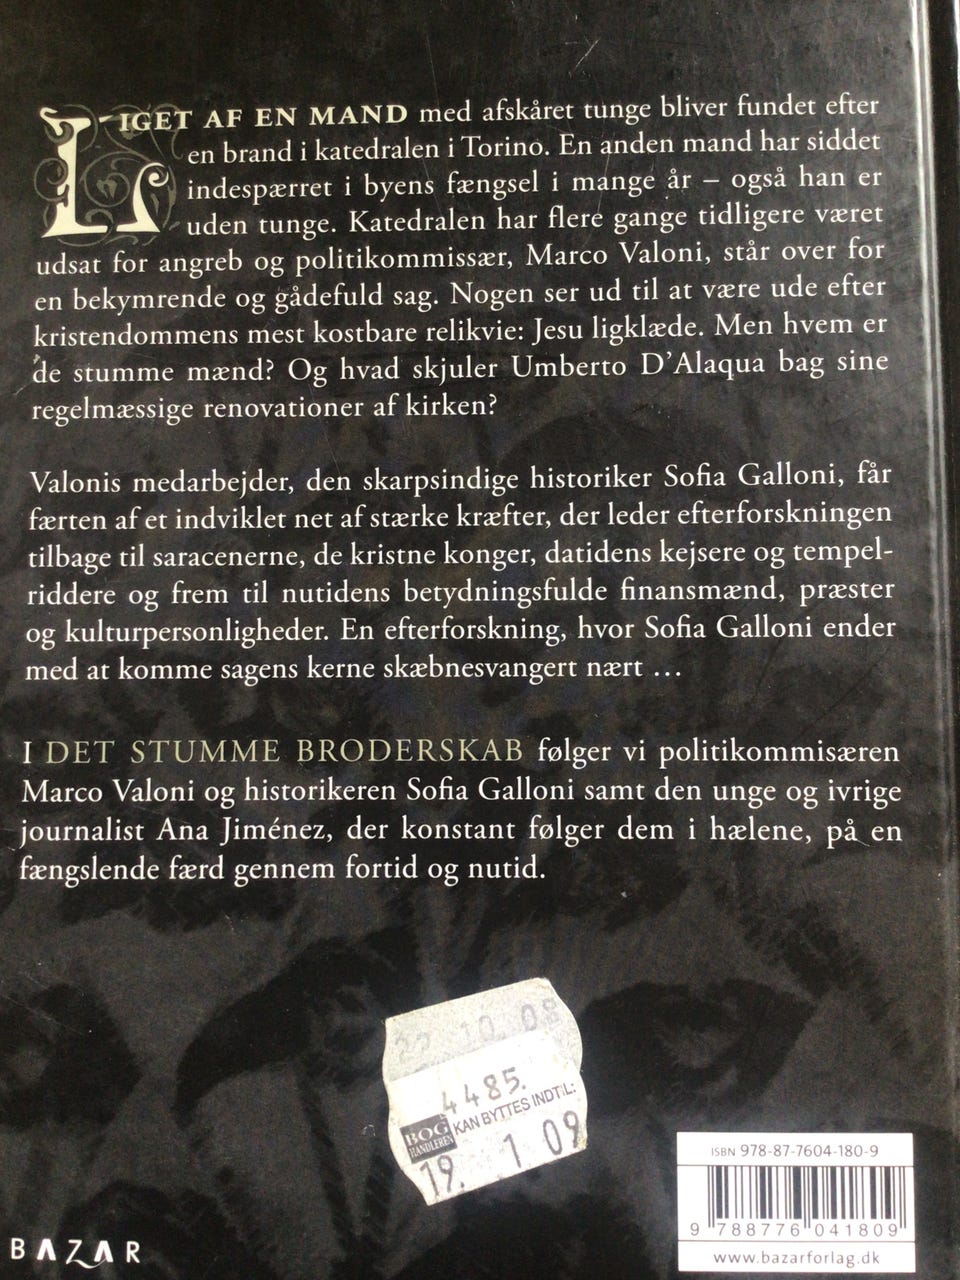 LIGET AF EN MAND med afskåret tunge bliver fundet efter
en brand i katedralen i Torino. En anden mand har siddet
indespærret i byens fængsel i mange år – også han er
uden tunge. Katedralen har flere gange tidligere været
udsat for angreb og politikommissær, Marco Valoni, står over for
en bekymrende og gådefuld sag. Nogen ser ud til at være ude efter
kristendommens mest kostbare relikvie: Jesu ligklæde. Men hvem er
de stumme mænd? Og hvad skjuler Umberto D'Alaqua bag sine
regelmæssige renovationer af kirken?
Valonis medarbejder, den skarpsindige historiker Sofia Galloni, får
færten af et indviklet net af stærke kræfter, der leder efterforskningen
tilbage til saracenerne, de kristne konger, datidens kejsere og tempel-
riddere og frem til nutidens betydningsfulde finansmænd, præster
og kulturpersonligheder. En efterforskning, hvor Sofia Galloni ender
med at komme sagens kerne skæbnesvangert nært ...
I DET STUMME BRODERSKAB følger vi politikommisæren
Marco Valoni og historikeren Sofia Galloni samt den unge og ivrige
journalist Ana Jiménez, der konstant følger dem i hælene, på en
fængslende færd gennem fortid og nutid.
10 08
4485.
BOG
HANDLEREN
KAN BYTTES INDTIL:
19. 1 09
ISBN 978-87-7604-180-9
9 788776 041809
www.bazarforlag.dk
BAZAR